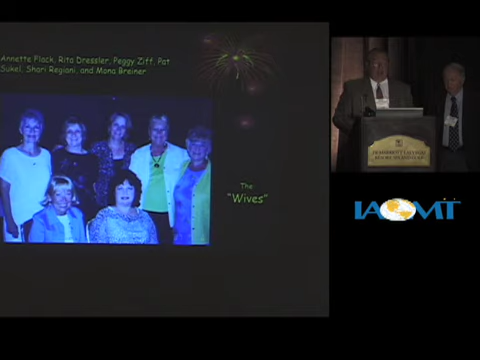 Annette Flack, Rita Dressler, Peggy Ziff, Pat
Sukel, Shari Regiani, and Mona Breiner
The
"Wives"
IAOMT